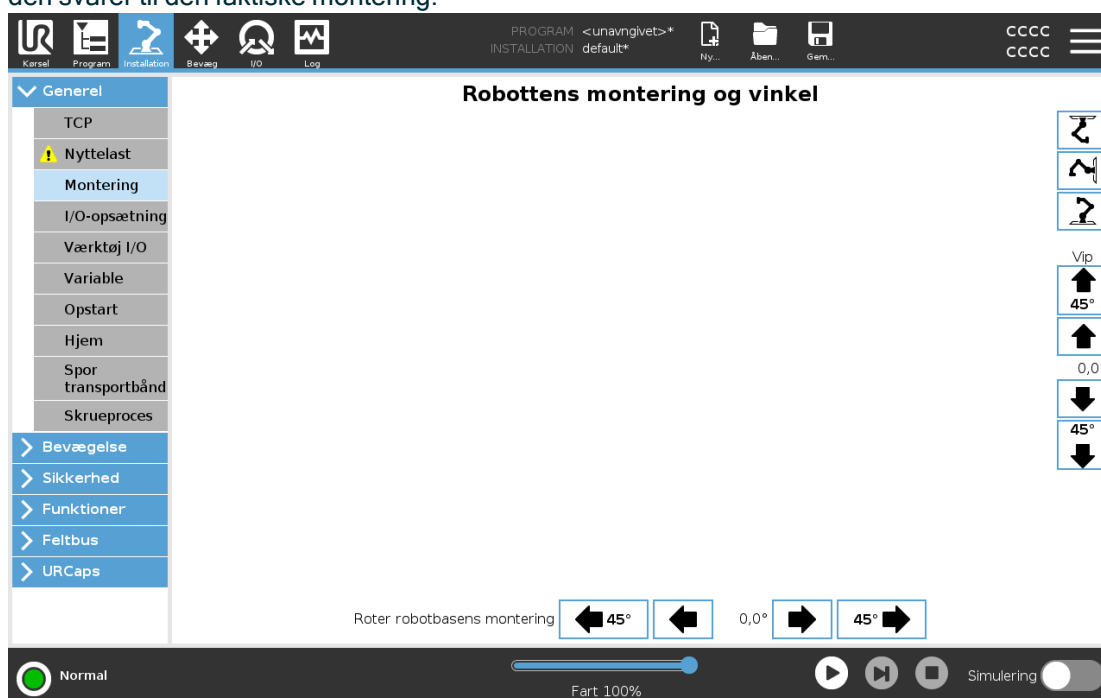 den svarer til den faktiske montering.
PROGRAM <unavngivet>*
INSTALLATION default*
Ny... Åben... Gem...
cccc
cccc
Kørsel Program Installation Bevæg I/O Log
Generel
Robottens montering og vinkel
TCP
Nyttelast
Montering
I/O-opsætning
Værktøj I/O
Variable
Opstart
Hjem
Spor
transportbånd
Skrueproces
Bevægelse
Sikkerhed
Funktioner
Feltbus
URCaps
Vip
45°
0,0
45°
Roter robotbasens montering 45° 0,0° 45°
Normal
Fart 100%
Simulering